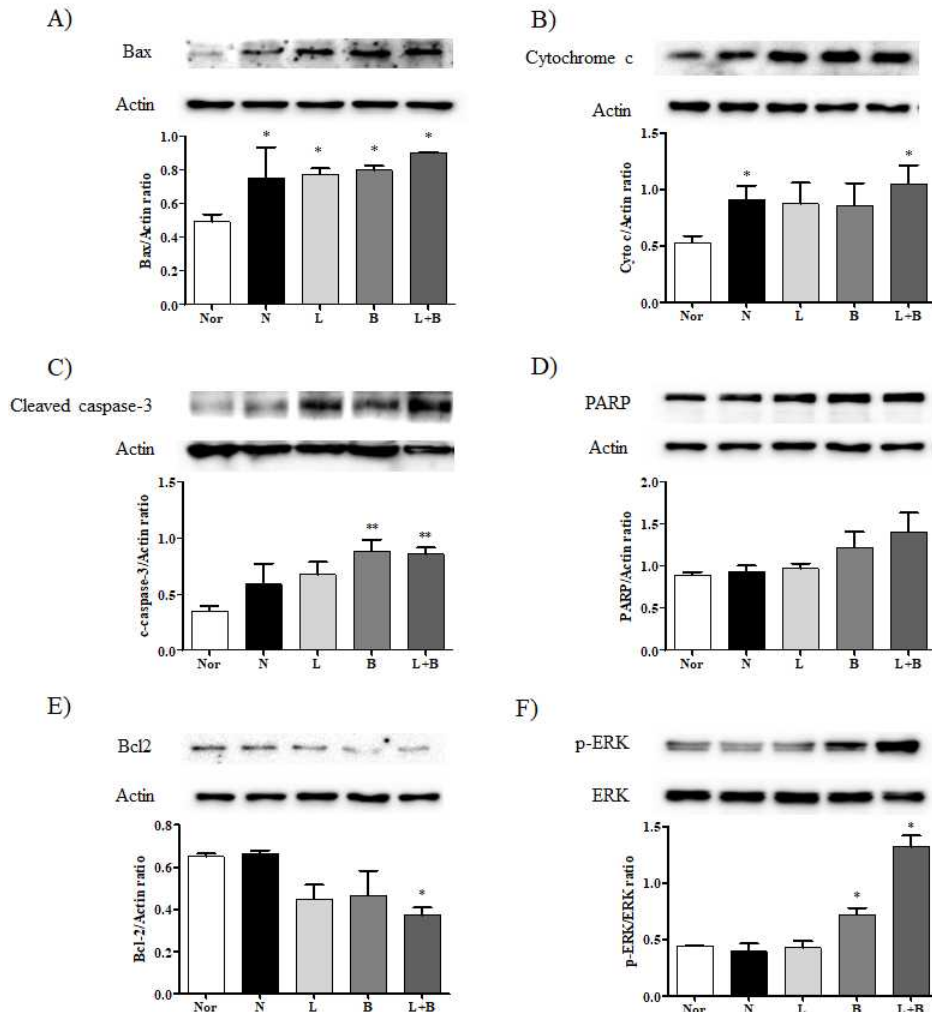 A)
Bax
Actin
* * * *
1.0
0.8
0.6
0.4
0.2
0.0
Bax/Actin ratio
Nor N L B L+B
B)
Cytochrome c
Actin
* *
1.5
1.0
0.5
0.0
Cyto c/Actin ratio
Nor N L B L+B
C)
Cleaved caspase-3
Actin
** **
1.5
1.0
0.5
0.0
c-caspase-3/Actin ratio
Nor N L B L+B
D)
PARP
Actin
2.0
1.5
1.0
0.5
0.0
PARP/Actin ratio
Nor N L B L+B
E)
Bcl2
Actin
*
0.8
0.6
0.4
0.2
0.0
Bcl-2/Actin ratio
Nor N L B L+B
F)
p-ERK
ERK
* *
1.5
1.0
0.5
0.0
p-ERK/ERK ratio
Nor N L B L+B